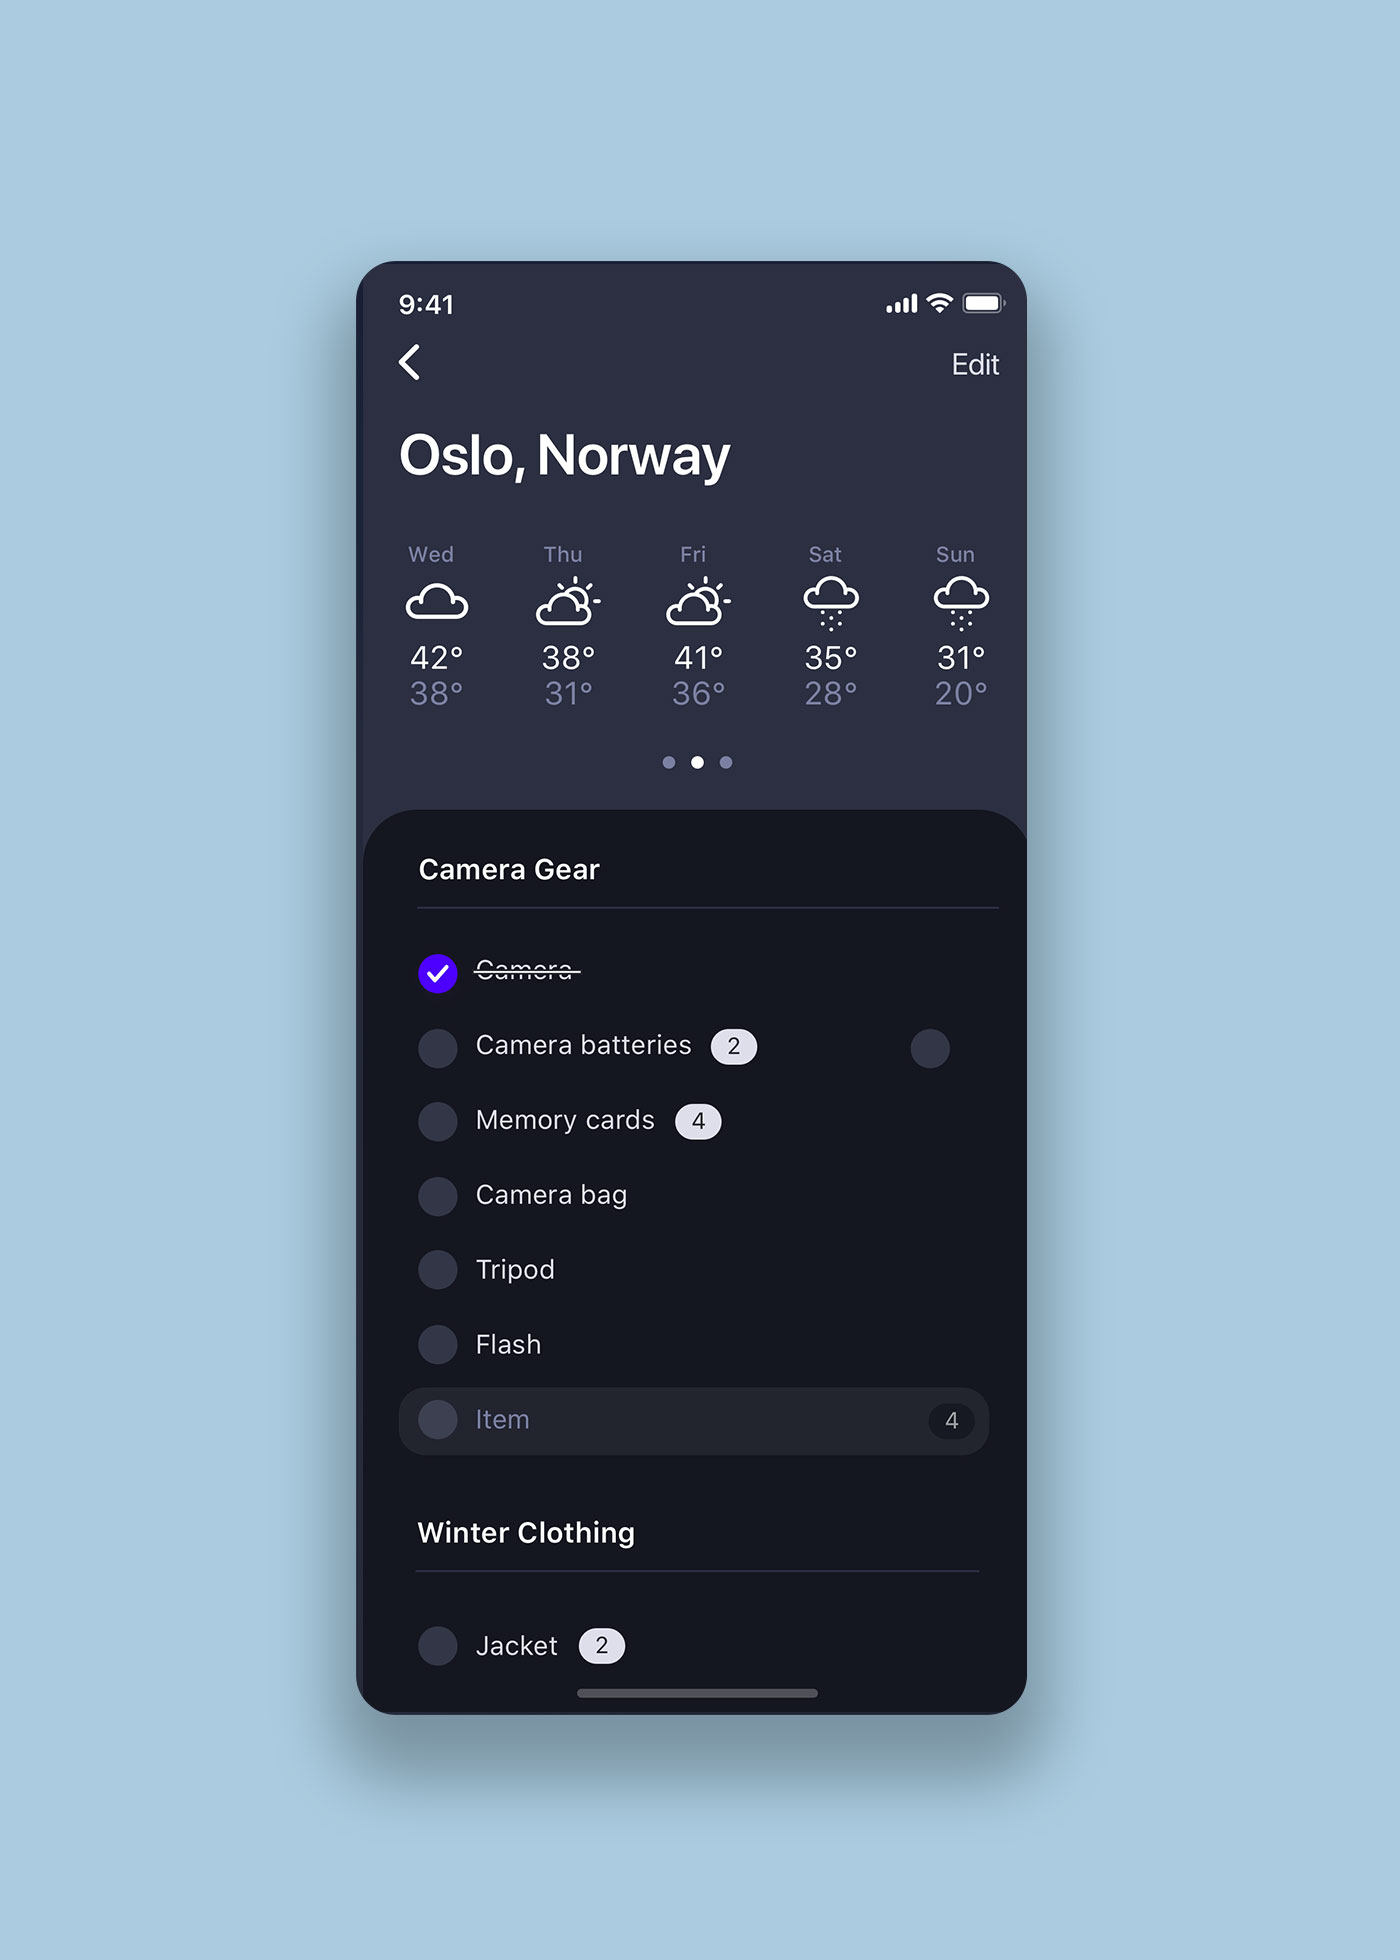 9:41
Edit
Oslo, Norway
Wed Thu Fri Sat Sun
42° 38° 41° 35° 31°
38° 31° 36° 28° 20°
Camera Gear
Camera
Camera batteries 2
Memory cards 4
Camera bag
Tripod
Flash
Item 4
Winter Clothing
Jacket 2